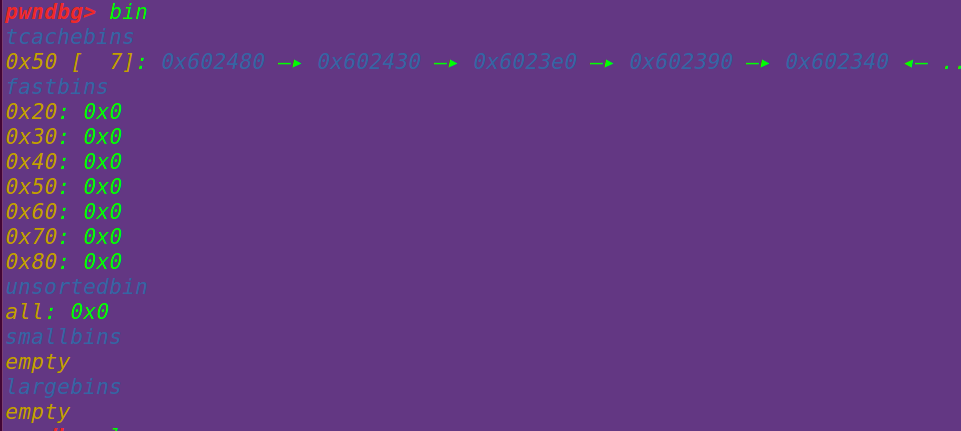 pwndbg> bin
tcachebins
0x50 [  7]: 0x602480 —▸ 0x602430 —▸ 0x6023e0 —▸ 0x602390 —▸ 0x602340 ◂— ..
fastbins
0x20: 0x0
0x30: 0x0
0x40: 0x0
0x50: 0x0
0x60: 0x0
0x70: 0x0
0x80: 0x0
unsortedbin
all: 0x0
smallbins
empty
largebins
empty